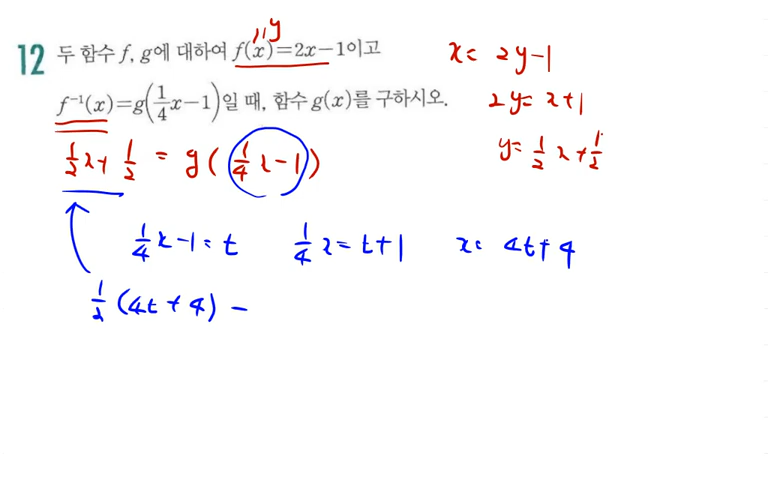 12 두 함수 f, g에 대하여 f(x)=2x-1이고
f⁻¹(x)=g(1/4x-1)일 때, 함수 g(x)를 구하시오.
y
x= 2y-1
2y= x+1
y= 1/2 x+1/2
1/2 x+ 1/2 = g( 1/4 x-1)
1/4 x-1= t 1/4 x= t+1 x= 4t+4
1/2 (4t+4) -